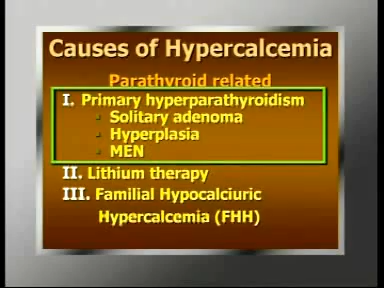 Causes of Hypercalcemia
Parathyroid related
I. Primary hyperparathyroidism
▪ Solitary adenoma
▪ Hyperplasia
▪ MEN
II. Lithium therapy
III. Familial Hypocalciuric
Hypercalcemia (FHH)